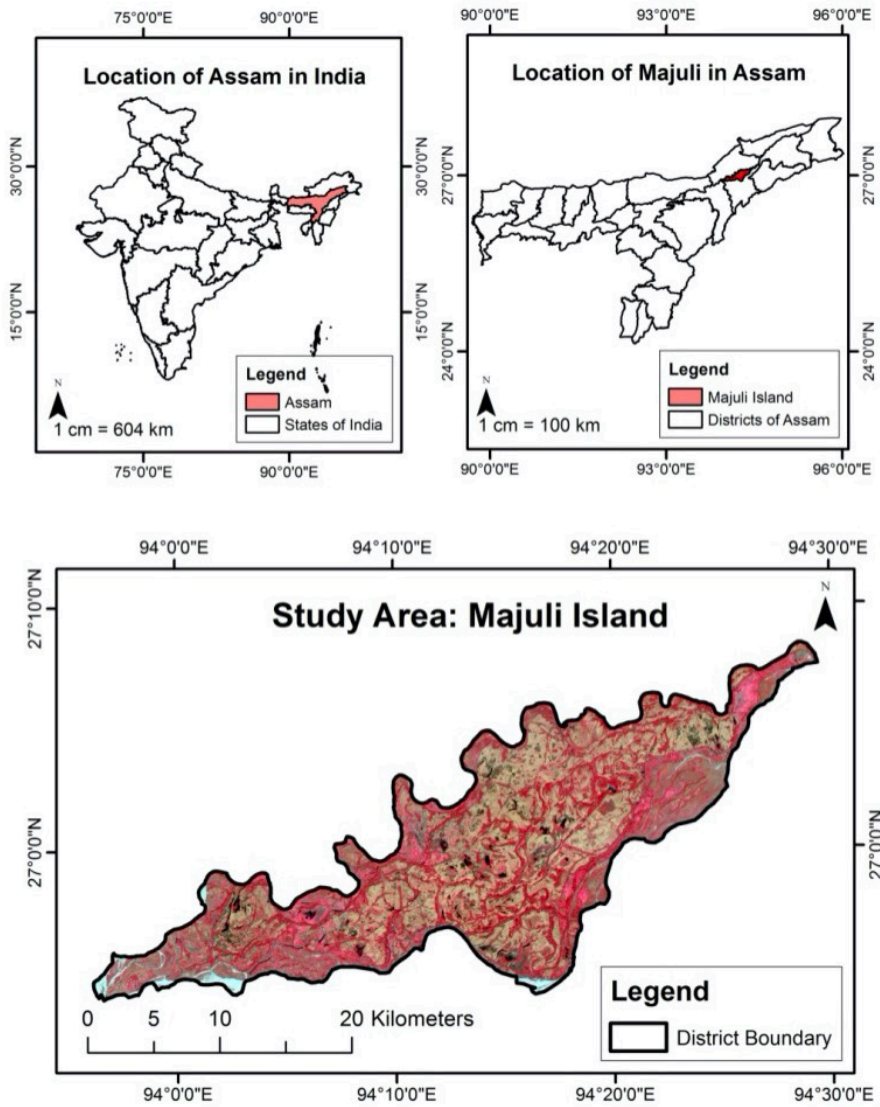 75°0'0"E 90°0'0"E
Location of Assam in India
30°0'0"N
30°0'0"N
15°0'0"N
15°0'0"N
N
1 cm = 604 km
Legend
Assam
States of India
75°0'0"E 90°0'0"E
90°0'0"E 93°0'0"E 96°0'0"E
Location of Majuli in Assam
27°0'0"N
27°0'0"N
24°0'0"N
24°0'0"N
N
1 cm = 100 km
Legend
Majuli Island
Districts of Assam
90°0'0"E 93°0'0"E 96°0'0"E
94°0'0"E 94°10'0"E 94°20'0"E 94°30'0"E
27°10'0"N
Study Area: Majuli Island
N
27°0'0"N
27°0'0"N
0 5 10 20 Kilometers
Legend
District Boundary
94°0'0"E 94°10'0"E 94°20'0"E 94°30'0"E